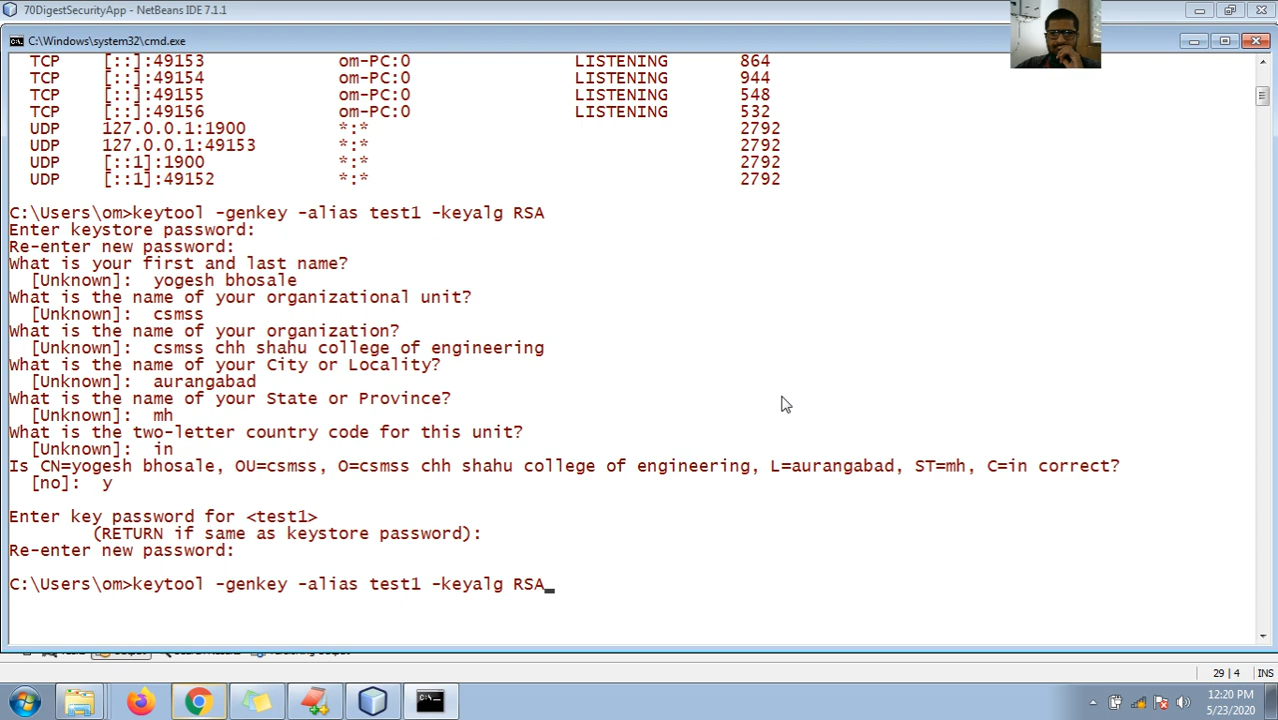 70DigestSecurityApp - NetBeans IDE 7.1.1
C:\Windows\system32\cmd.exe
TCP [::]:49153 om-PC:0 LISTENING 864
TCP [::]:49154 om-PC:0 LISTENING 944
TCP [::]:49155 om-PC:0 LISTENING 548
TCP [::]:49156 om-PC:0 LISTENING 532
UDP 127.0.0.1:1900 *:* 2792
UDP 127.0.0.1:49153 *:* 2792
UDP [::1]:1900 *:* 2792
UDP [::1]:49152 *:* 2792
C:\Users\om>keytool -genkey -alias test1 -keyalg RSA
Enter keystore password:
Re-enter new password:
What is your first and last name?
[Unknown]: yogesh bhosale
What is the name of your organizational unit?
[Unknown]: csmss
What is the name of your organization?
[Unknown]: csmss chh shahu college of engineering
What is the name of your City or Locality?
[Unknown]: aurangabad
What is the name of your State or Province?
[Unknown]: mh
What is the two-letter country code for this unit?
[Unknown]: in
Is CN=yogesh bhosale, OU=csmss, O=csmss chh shahu college of engineering, L=aurangabad, ST=mh, C=in correct?
[no]: y
Enter key password for <test1>
(RETURN if same as keystore password):
Re-enter new password:
C:\Users\om>keytool -genkey -alias test1 -keyalg RSA_
29 | 4 INS
12:20 PM
5/23/2020